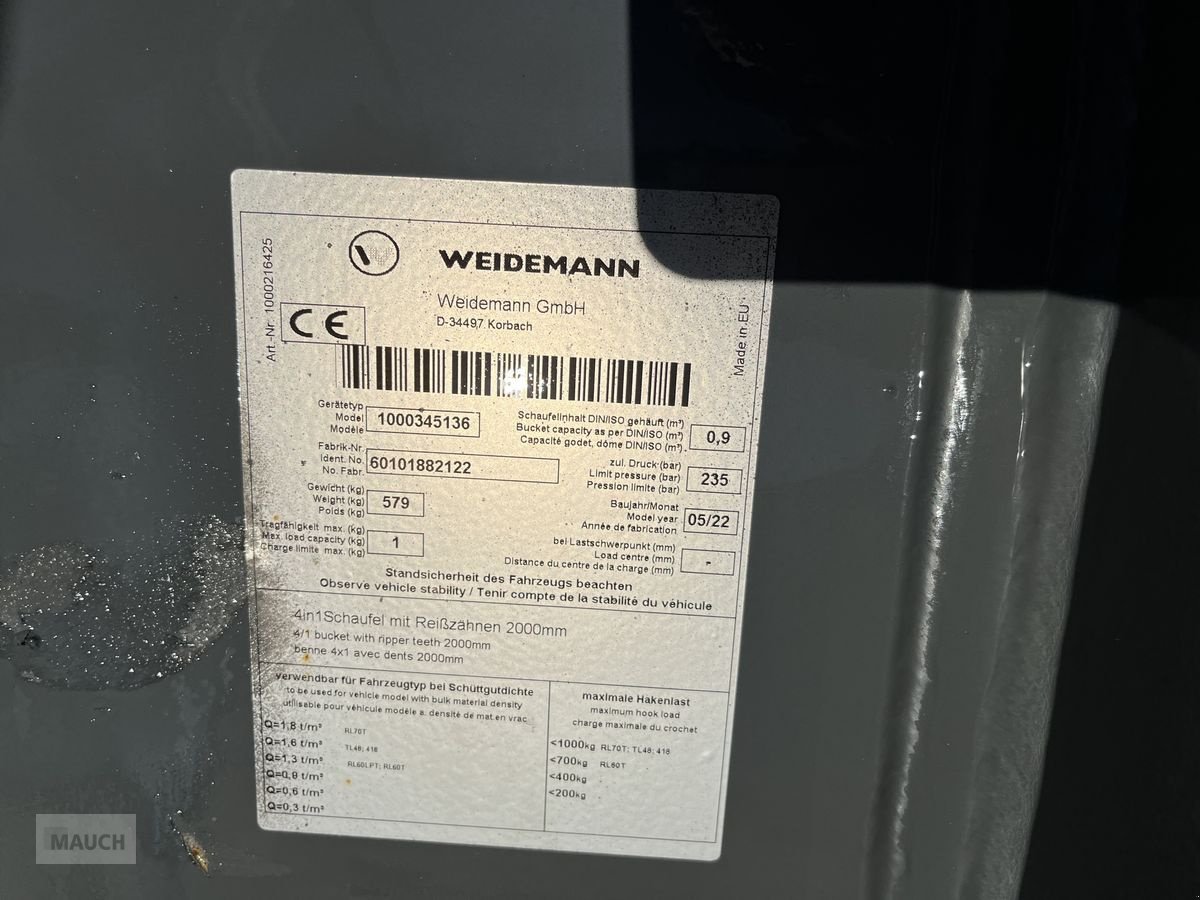 WEIDEMANN
Weidemann GmbH
D-34497 Korbach
Art.-Nr. 1000216425
CE
Made in EU
Gerätetyp
Model
Modèle
1000345136
Schaufelinhalt DIN/ISO gehäuft (m³)
Bucket capacity as per DIN/ISO (m³)
Capacité godet, dôme DIN/ISO (m³)
0,9
Fabrik-Nr.
Ident. No.
No. Fabr.
60101882122
zul. Druck (bar)
Limit pressure (bar)
Pression limite (bar)
235
Gewicht (kg)
Weight (kg)
Poids (kg)
579
Baujahr/Monat
Model year
Année de fabrication
05/22
Tragfähigkeit max. (kg)
Max. load capacity (kg)
Charge limite max. (kg)
1
bei Lastschwerpunkt (mm)
Load centre (mm)
Distance du centre de la charge (mm)
-
Standsicherheit des Fahrzeugs beachten
Observe vehicle stability / Tenir compte de la stabilité du véhicule
4in1Schaufel mit Reißzähnen 2000mm
4/1 bucket with ripper teeth 2000mm
benne 4x1 avec dents 2000mm
verwendbar für Fahrzeugtyp bei Schüttgutdichte
to be used for vehicle model with bulk material density
utilisable pour véhicule modèle a. densité de mat.en vrac
Q=1,8 t/m³ RL70T
Q=1,6 t/m³ TL48; 418
Q=1,3 t/m³ RL60LPT; RL60T
Q=0,9 t/m³
Q=0,6 t/m³
Q=0,3 t/m³
maximale Hakenlast
maximum hook load
charge maximale du crochet
<1000kg RL70T; TL48; 418
<700kg RL60T
<400kg .
<200kg .
MAUCH